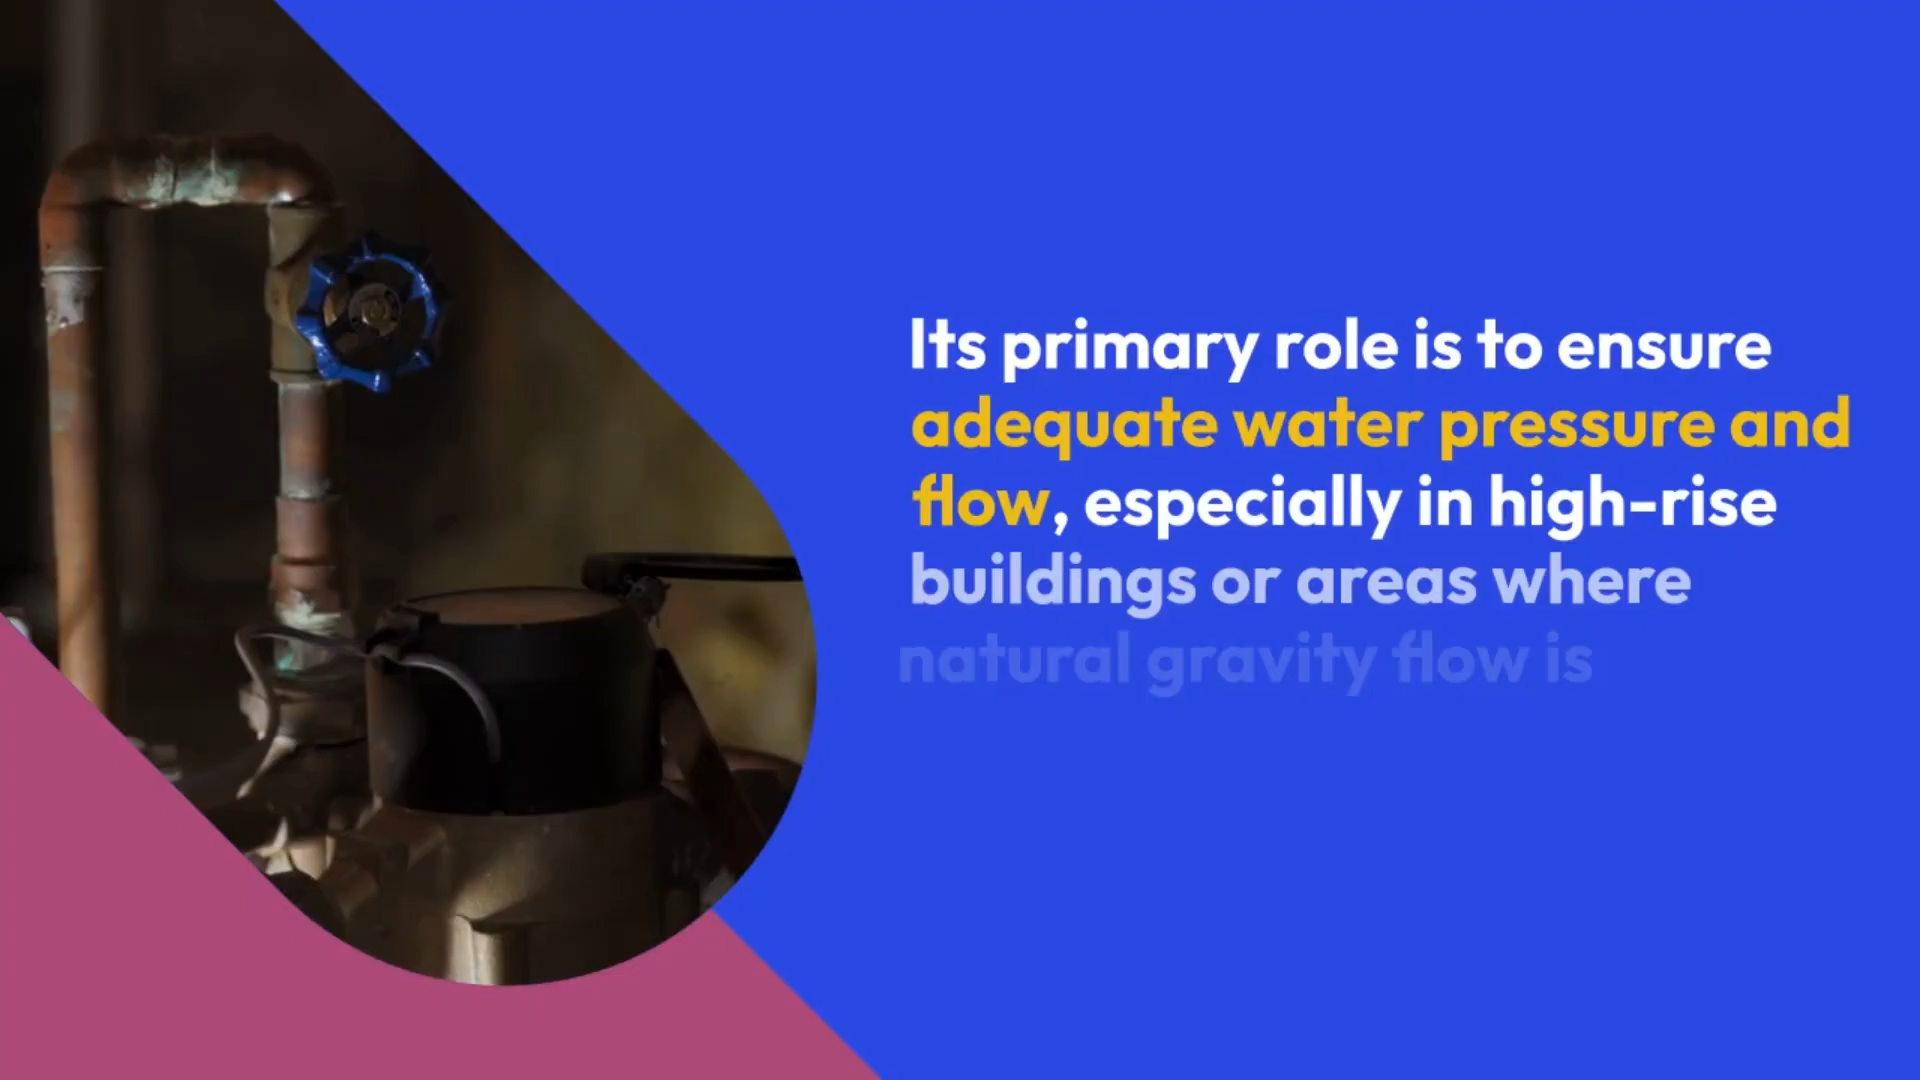 Its primary role is to ensure
adequate water pressure and
flow, especially in high-rise
buildings or areas where
natural gravity flow is